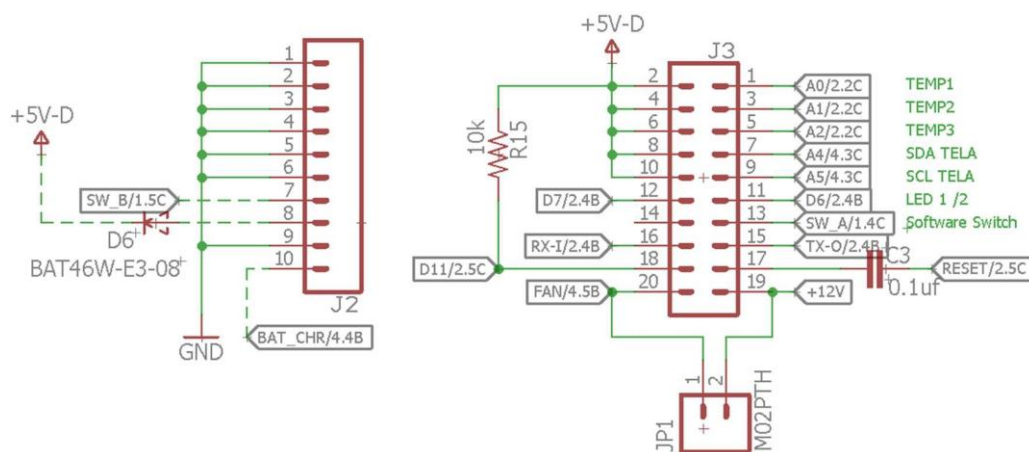 +5V-D
SW_B/1.5C
D6
BAT46W-E3-08
1
2
3
4
5
6
7
8
9
10
J2
GND
BAT_CHR/4.4B
+5V-D
J3
10k
R15
2
4
6
8
10
12
14
16
18
20
1
3
5
7
9
11
13
15
17
19
A0/2.2C TEMP1
A1/2.2C TEMP2
A2/2.2C TEMP3
A4/4.3C SDA TELA
A5/4.3C SCL TELA
D7/2.4B
D6/2.4B LED 1 /2
SW_A/1.4C Software Switch
RX-I/2.4B
TX-O/2.4B
D11/2.5C
C3
0.1uf
RESET/2.5C
FAN/4.5B
+12V
1
2
JP1
M02PTH